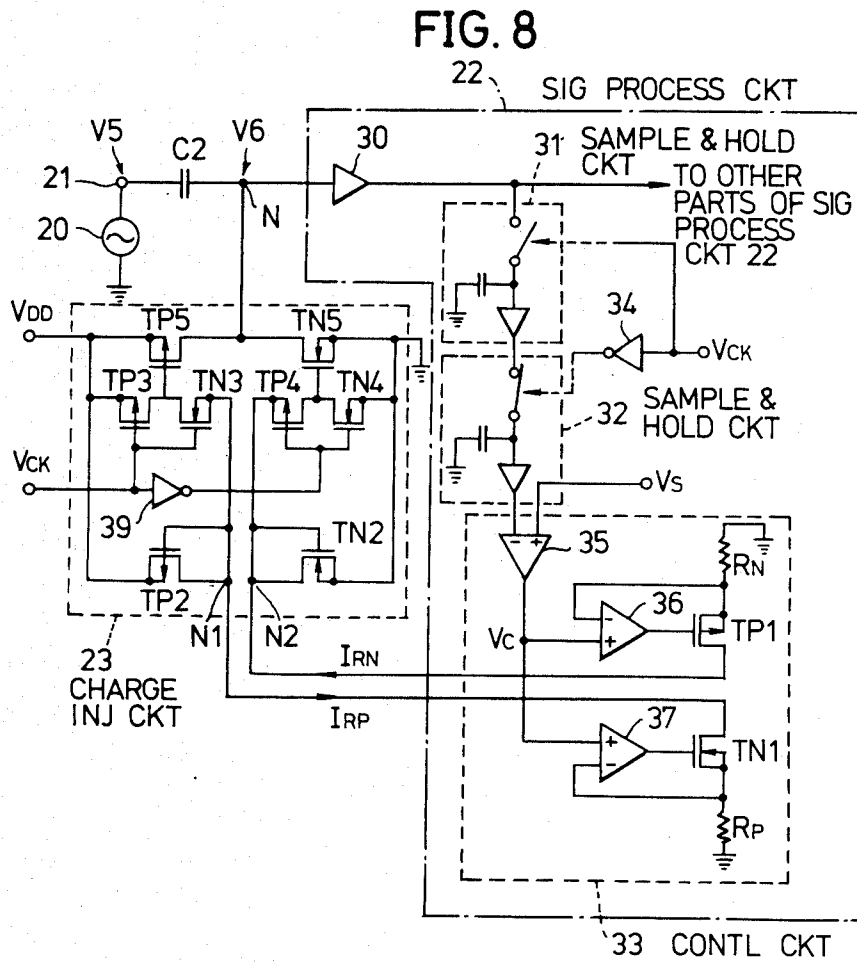 FIG. 8
22
SIG PROCESS CKT
V5
V6
C2
30
31
SAMPLE & HOLD
CKT
21
N
TO OTHER
PARTS OF SIG
PROCESS
CKT 22
20
VDD
TP5
TN5
34
VCK
TP3
TN3
TP4
TN4
32
SAMPLE &
HOLD CKT
VCK
39
VS
TN2
35
RN
TP2
N1
N2
36
TP1
VC
23
CHARGE
INJ CKT
IRN
IRP
37
TN1
RP
33 CONTL CKT